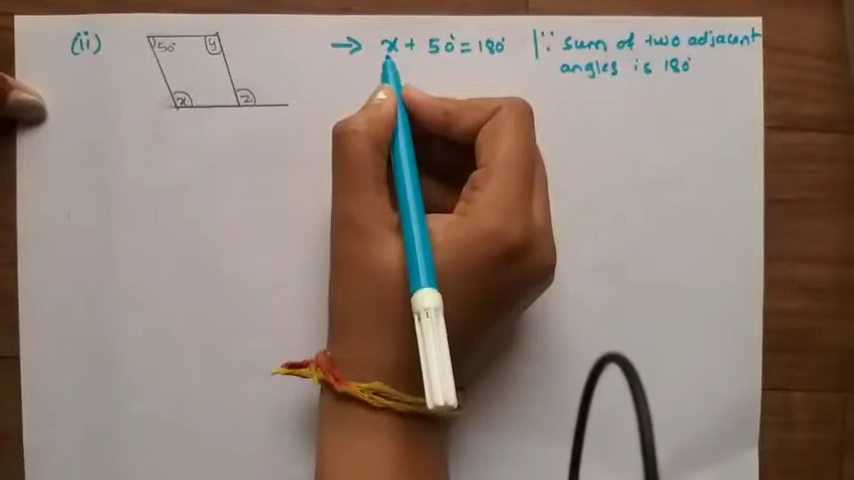 (ii) 50° y → x + 50° = 180° | ∵ sum of two adjacent
x z angles is 180°